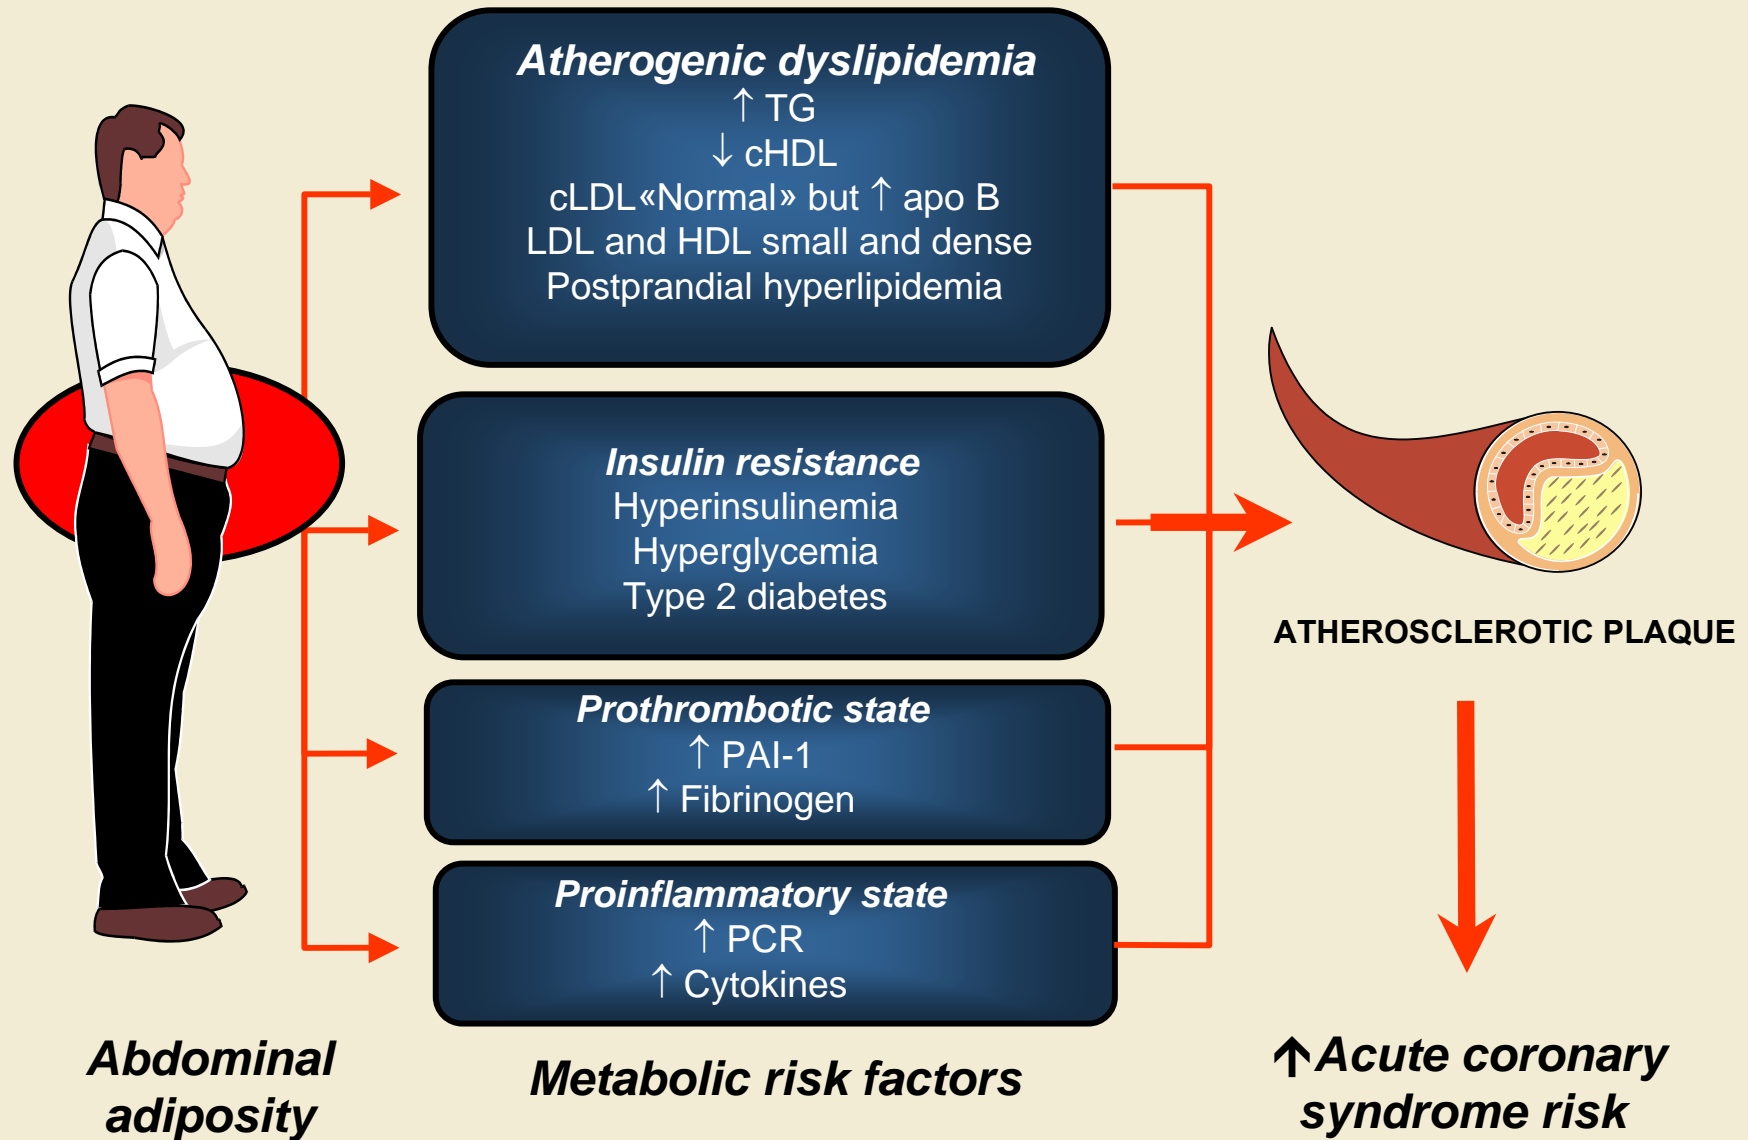 Atherogenic dyslipidemia
↑ TG
↓ cHDL
cLDL«Normal» but ↑ apo B
LDL and HDL small and dense
Postprandial hyperlipidemia
Insulin resistance
Hyperinsulinemia
Hyperglycemia
Type 2 diabetes
Prothrombotic state
↑ PAI-1
↑ Fibrinogen
Proinflammatory state
↑ PCR
↑ Cytokines
ATHEROSCLEROTIC PLAQUE
Abdominal
adiposity
Metabolic risk factors
↑Acute coronary
syndrome risk